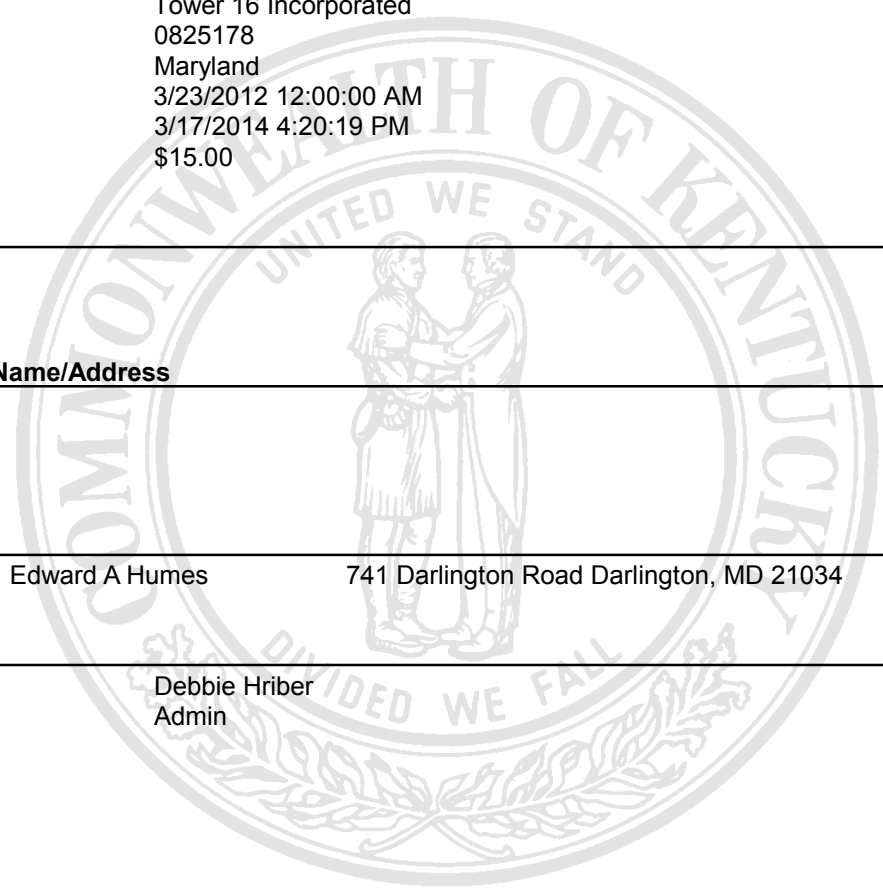 Tower 16 Incorporated
0825178
Maryland
3/23/2012 12:00:00 AM
3/17/2014 4:20:19 PM
$15.00
COMMONWEALTH OF KENTUCKY
UNITED WE STAND
Name/Address
Edward A Humes 741 Darlington Road Darlington, MD 21034
DIVIDED WE FALL
Debbie Hriber
Admin